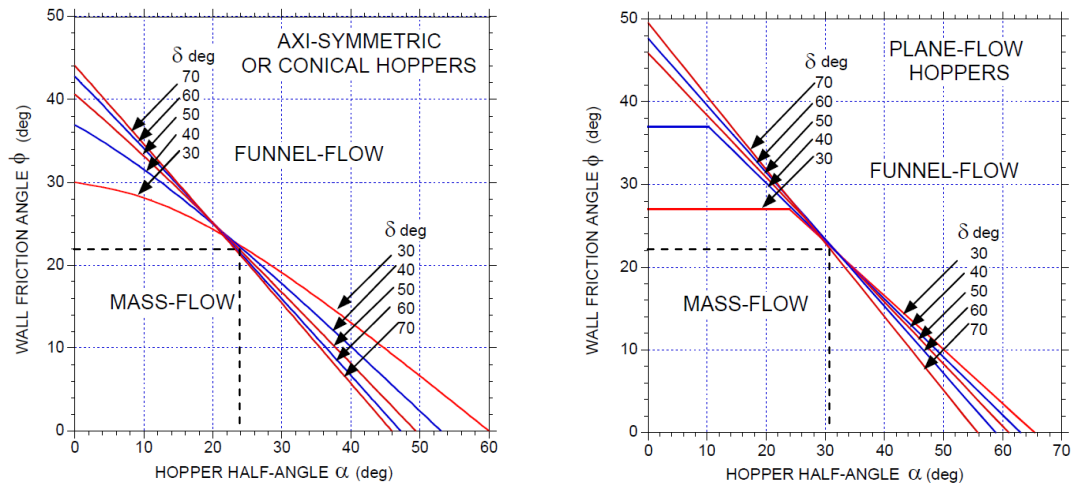 50
40
30
20
10
0
WALL FRICTION ANGLE ϕ (deg)
AXI-SYMMETRIC
OR CONICAL HOPPERS
δ deg
70
60
50
40
30
FUNNEL-FLOW
MASS-FLOW
δ deg
30
40
50
60
70
0 10 20 30 40 50 60
HOPPER HALF-ANGLE α (deg)
50
40
30
20
10
0
WALL FRICTION ANGLE ϕ (deg)
PLANE-FLOW
HOPPERS
δ deg
70
60
50
40
30
FUNNEL-FLOW
MASS-FLOW
δ deg
30
40
50
60
70
0 10 20 30 40 50 60 70
HOPPER HALF-ANGLE α (deg)